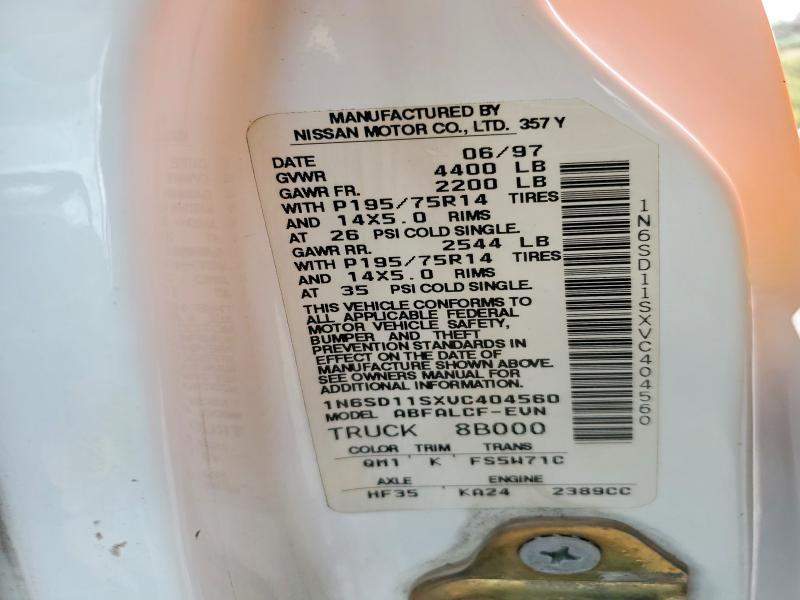 MANUFACTURED BY
NISSAN MOTOR CO., LTD. 357Y
DATE 06/97
GVWR 4400 LB
GAWR FR. 2200 LB
WITH P195/75R14 TIRES
AND 14X5.0 RIMS
AT 26 PSI COLD SINGLE.
GAWR RR. 2544 LB
WITH P195/75R14 TIRES
AND 14X5.0 RIMS
AT 35 PSI COLD SINGLE.
THIS VEHICLE CONFORMS TO
ALL APPLICABLE FEDERAL
MOTOR VEHICLE SAFETY,
BUMPER AND THEFT
PREVENTION STANDARDS IN
EFFECT ON THE DATE OF
MANUFACTURE SHOWN ABOVE.
SEE OWNERS MANUAL FOR
ADDITIONAL INFORMATION.
1N6SD11SXVC404560
MODEL ABFALCF-EVN
TRUCK 8B000
COLOR TRIM TRANS
QM1 K FS5W71C
AXLE ENGINE
HF35 KA24 2389CC
1N6SD11SXVC404560